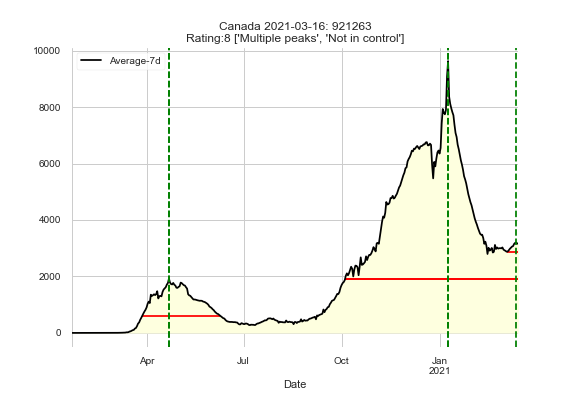 Canada 2021-03-16: 921263
Rating:8 ['Multiple peaks', 'Not in control']
10000
Average-7d
8000
6000
4000
2000
0
Apr
Jul
Oct
Jan
2021
Date